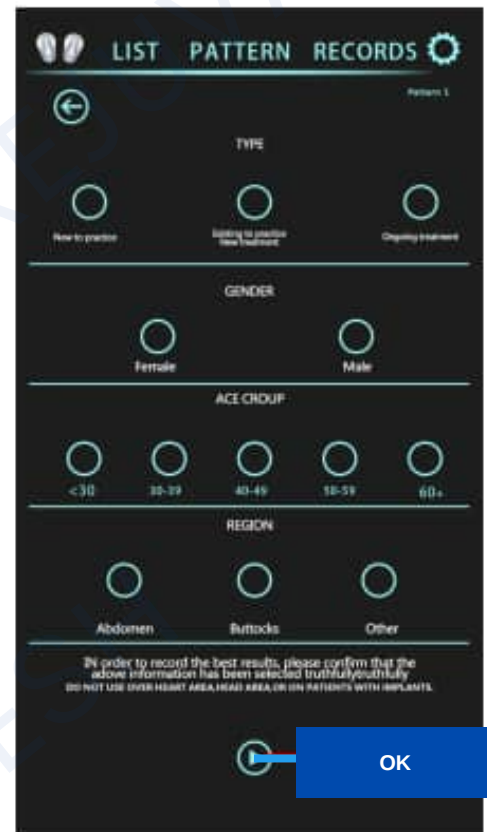 LIST PATTERN RECORDS
Pattern 1
TYPE
New to practice
Existing to practice
New treatment
Ongoing treatment
GENDER
Female Male
ACE CROUP
<30 30-39 40-49 50-59 60+
REGION
Abdomen Buttocks Other
IN order to record the best results, please confirm that the
adove information has been selected truthfullytruthfully
DO NOT USE OVER HEART AREA,HEAD AREA,OR ON PATIENTS WITH IMPLANTS.
OK